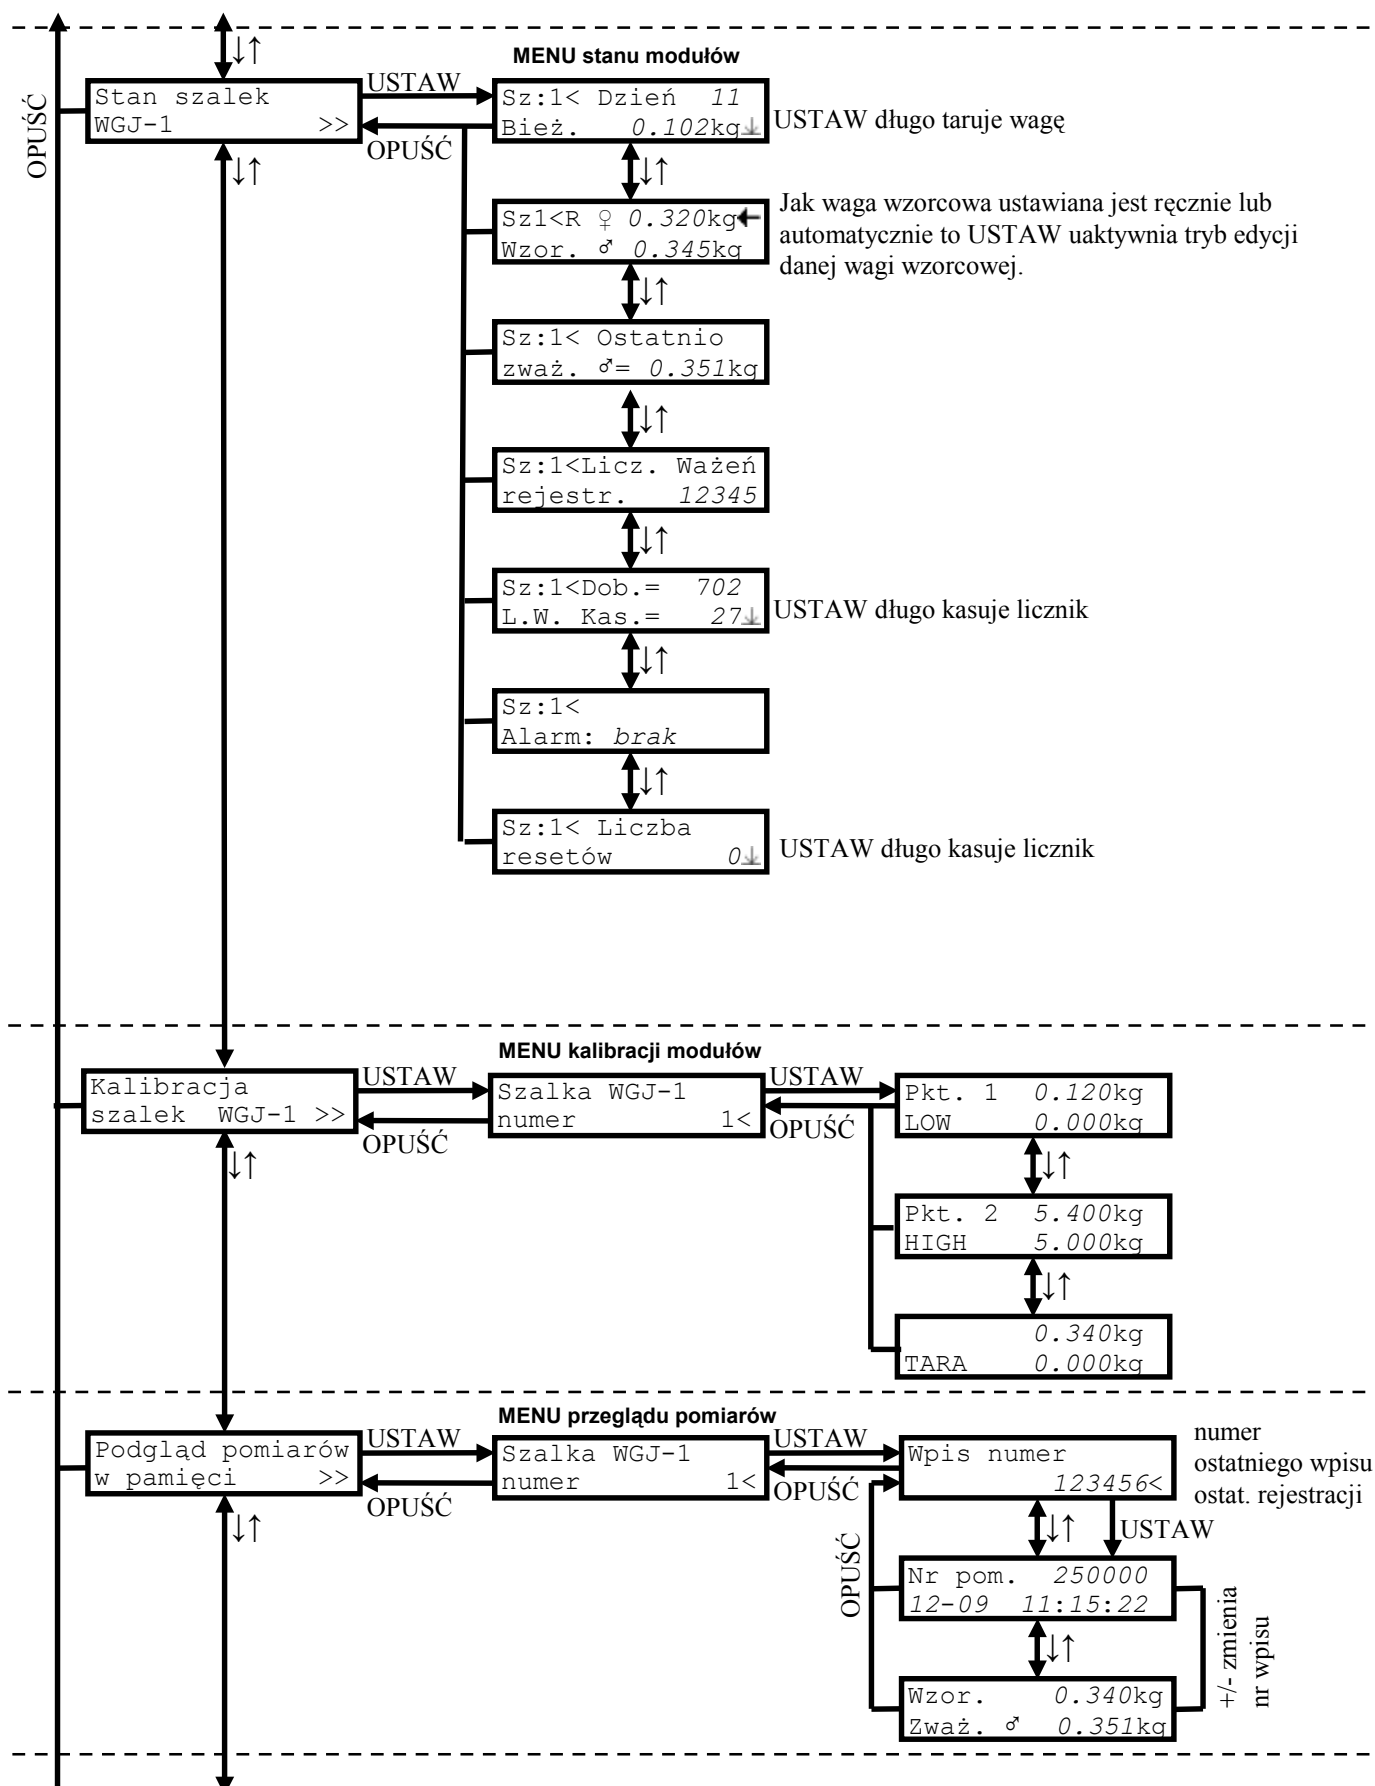 MENU stanu modułów
OPUŚĆ
↓↑
Stan szalek
WGJ-1 >>
USTAW
OPUŚĆ
↓↑
Sz:1< Dzień 11
Bież. 0.102kg
USTAW długo taruje wagę
↓↑
Sz1<R ♀ 0.320kg
Wzor. ♂ 0.345kg
Jak waga wzorcowa ustawiana jest ręcznie lub
automatycznie to USTAW uaktywnia tryb edycji
danej wagi wzorcowej.
↓↑
Sz:1< Ostatnio
zważ. ♂= 0.351kg
↓↑
Sz:1<Licz. Ważeń
rejestr. 12345
↓↑
Sz:1<Dob.= 702
L.W. Kas.= 27
USTAW długo kasuje licznik
↓↑
Sz:1<
Alarm: brak
↓↑
Sz:1< Liczba
resetów 0
USTAW długo kasuje licznik
MENU kalibracji modułów
Kalibracja
szalek WGJ-1 >>
USTAW
OPUŚĆ
↓↑
Szalka WGJ-1
numer 1<
USTAW
OPUŚĆ
Pkt. 1 0.120kg
LOW 0.000kg
↓↑
Pkt. 2 5.400kg
HIGH 5.000kg
↓↑
0.340kg
TARA 0.000kg
MENU przeglądu pomiarów
Podgląd pomiarów
w pamięci >>
USTAW
OPUŚĆ
↓↑
Szalka WGJ-1
numer 1<
USTAW
OPUŚĆ
Wpis numer
123456<
numer
ostatniego wpisu
ostat. rejestracji
↓↑
USTAW
OPUŚĆ
Nr pom. 250000
12-09 11:15:22
↓↑
+/- zmienia
nr wpisu
Wzor. 0.340kg
Zważ. ♂ 0.351kg